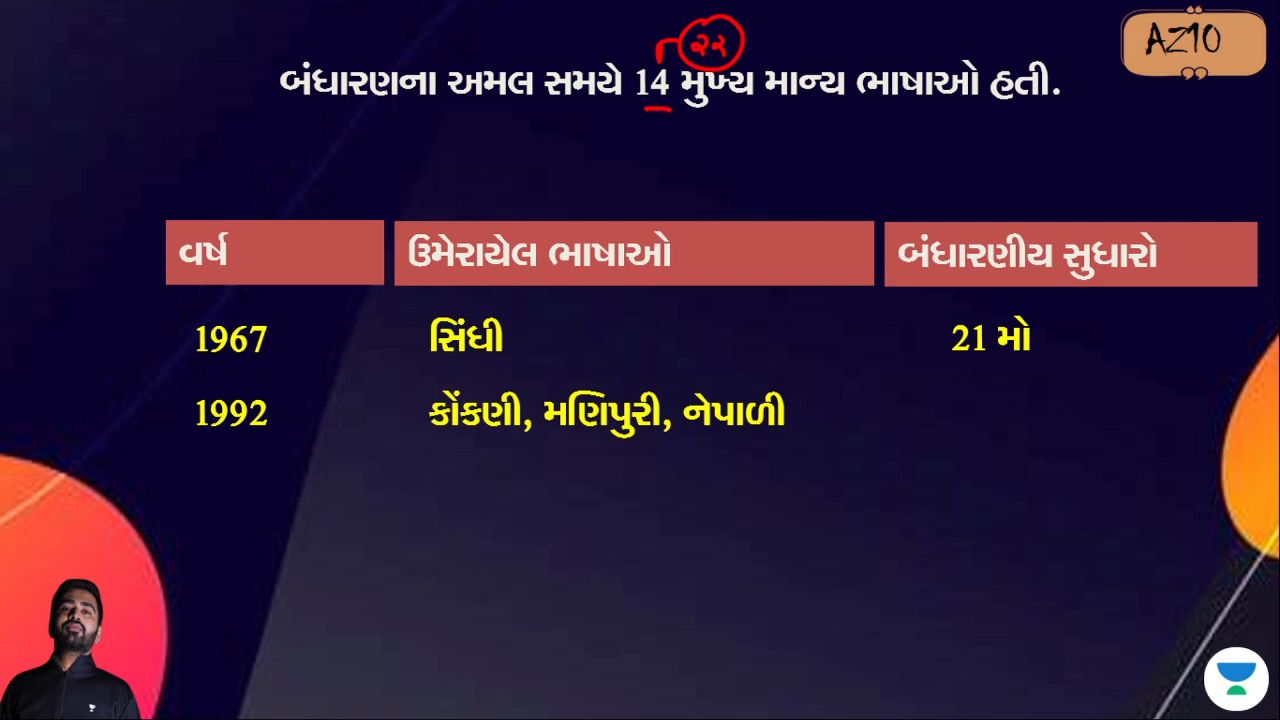 ૨૨
AZ10
બંધારણના અમલ સમયે 14 મુખ્ય માન્ય ભાષાઓ હતી.
વર્ષ ઉમેરાયેલ ભાષાઓ બંધારણીય સુધારો
1967 સિંધી 21 મો
1992 કોંકણી, મણિપુરી, નેપાળી